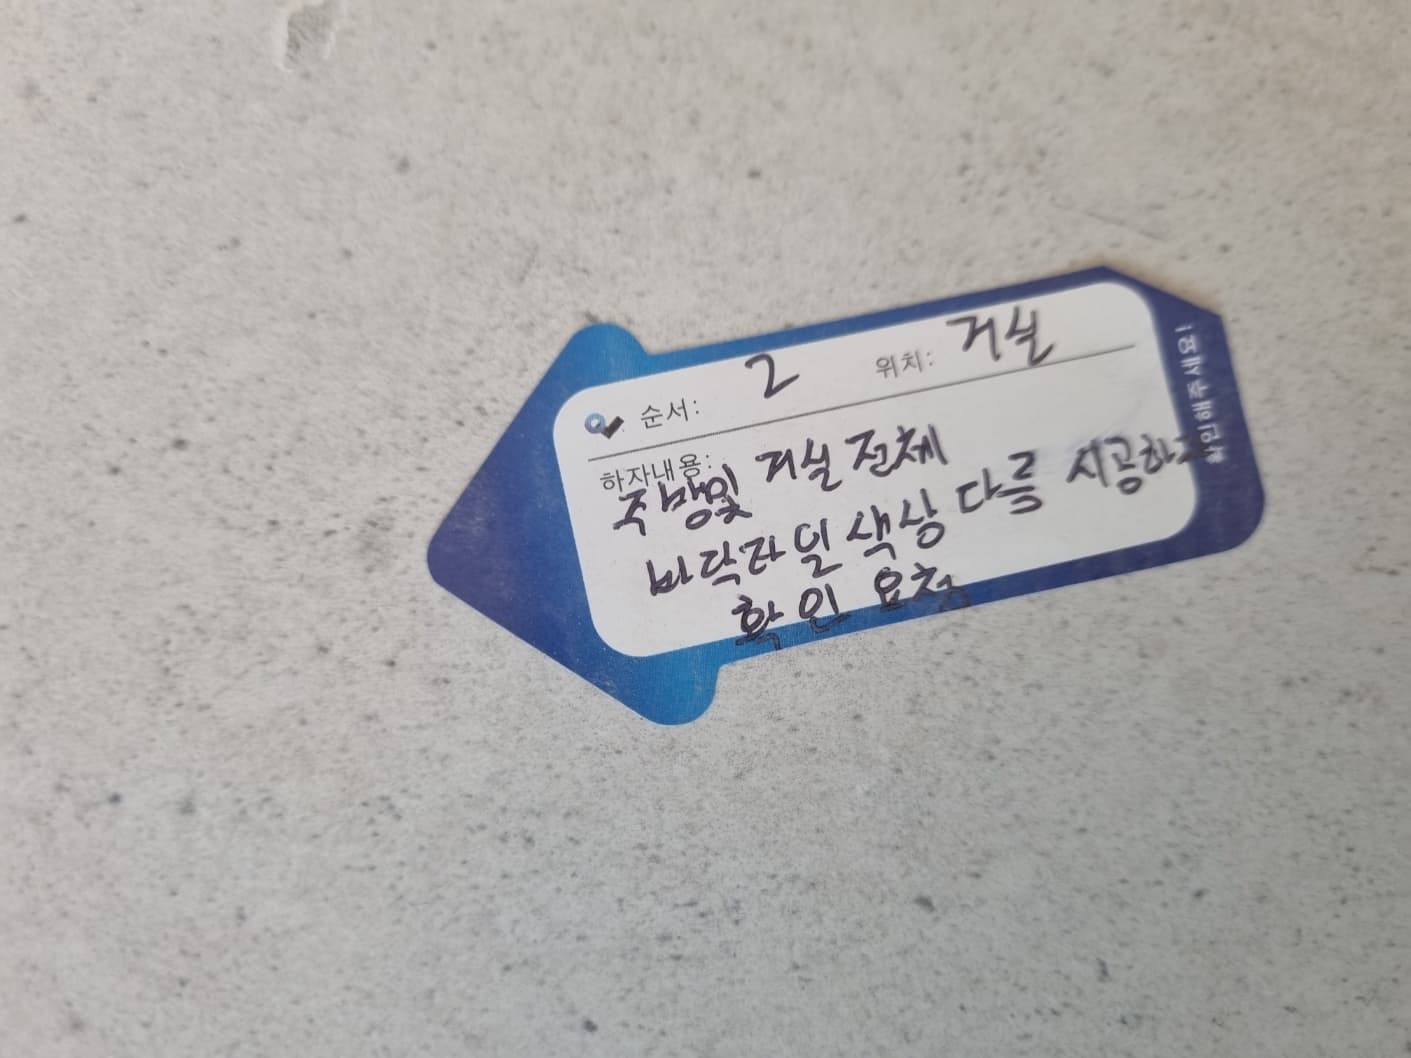 순서: 2 위치: 거실
하자내용:
주방및 거실 전체
바닥타일 색상 다름 시공하자
확인 요청
확인해주세요!